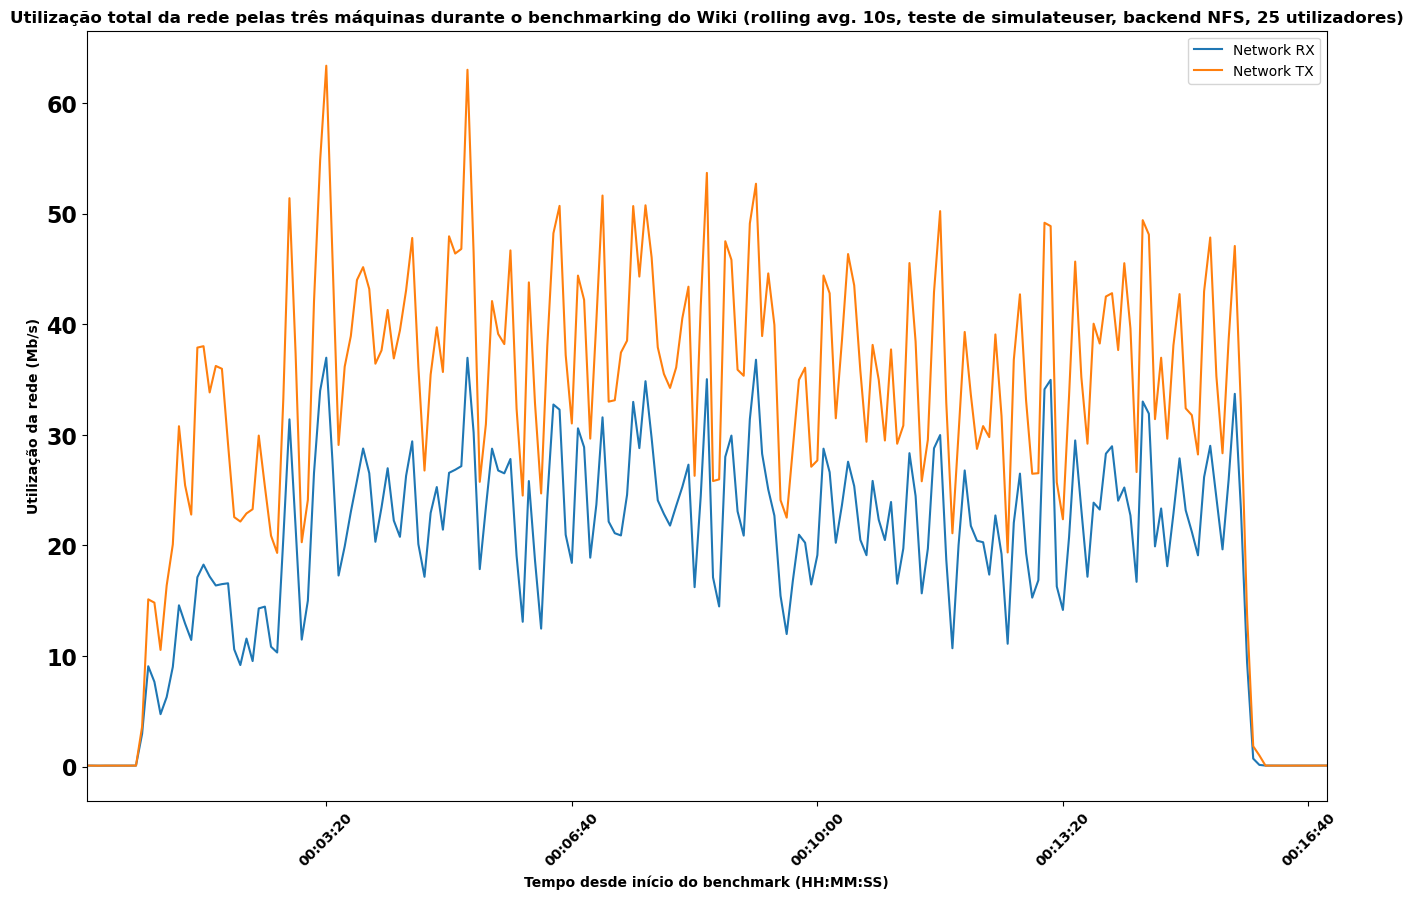 Utilização total da rede pelas três máquinas durante o benchmarking do Wiki (rolling avg. 10s, teste de simulateuser, backend NFS, 25 utilizadores)
Network RX
Network TX
Utilização da rede (Mb/s)
60
50
40
30
20
10
0
00:03:20
00:06:40
00:10:00
00:13:20
00:16:40
Tempo desde início do benchmark (HH:MM:SS)